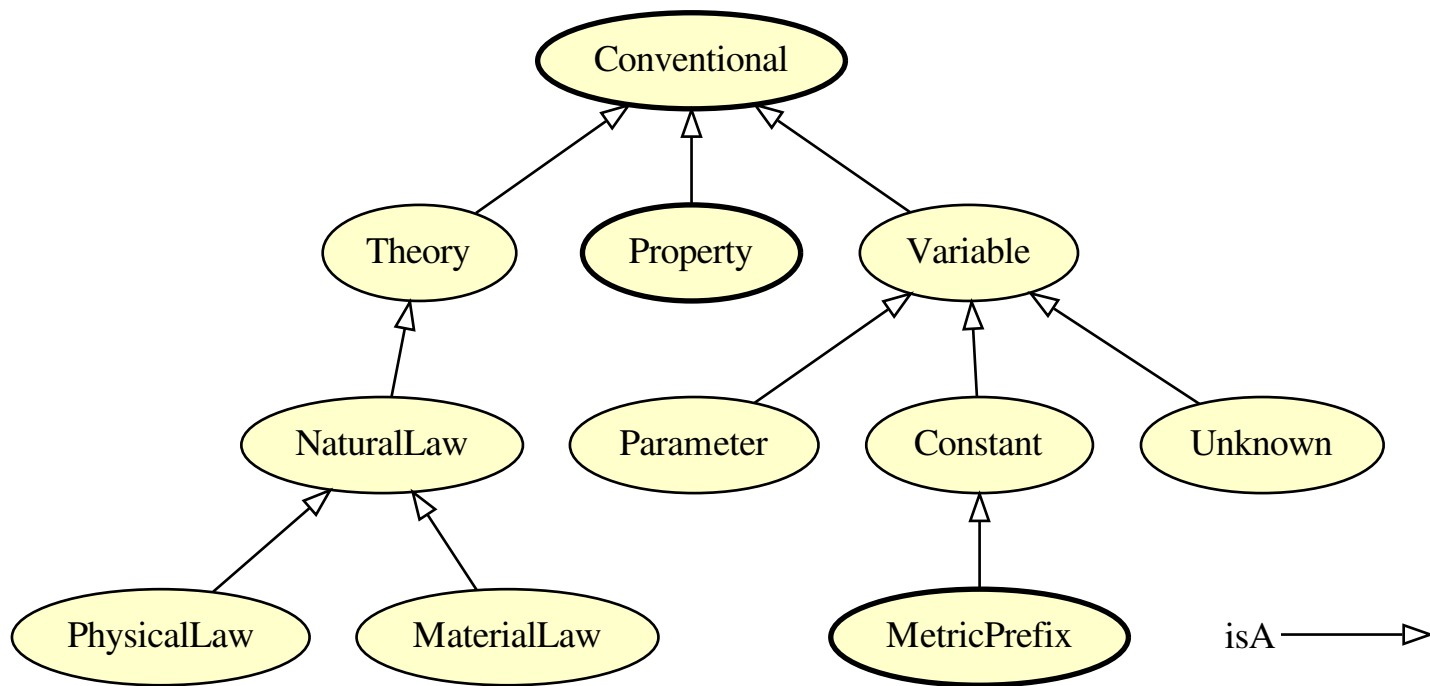 Conventional
Theory
Property
Variable
NaturalLaw
Parameter
Constant
Unknown
PhysicalLaw
MaterialLaw
MetricPrefix
isA